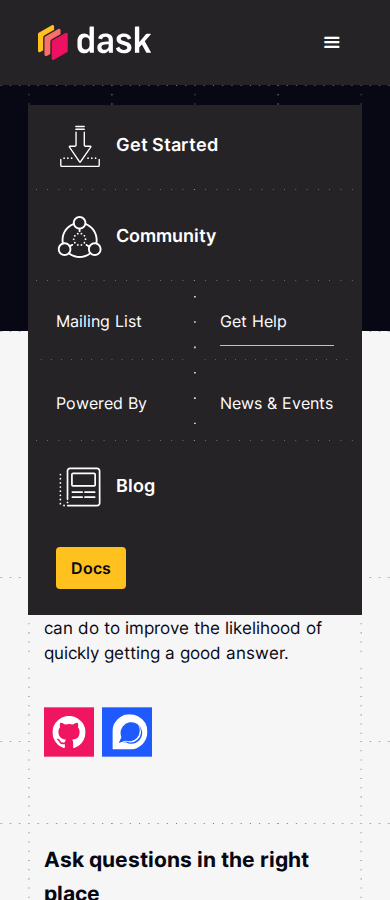 dask
Get Started
Community
Mailing List
Get Help
Powered By
News & Events
Blog
Docs
can do to improve the likelihood of
quickly getting a good answer.
Ask questions in the right
place